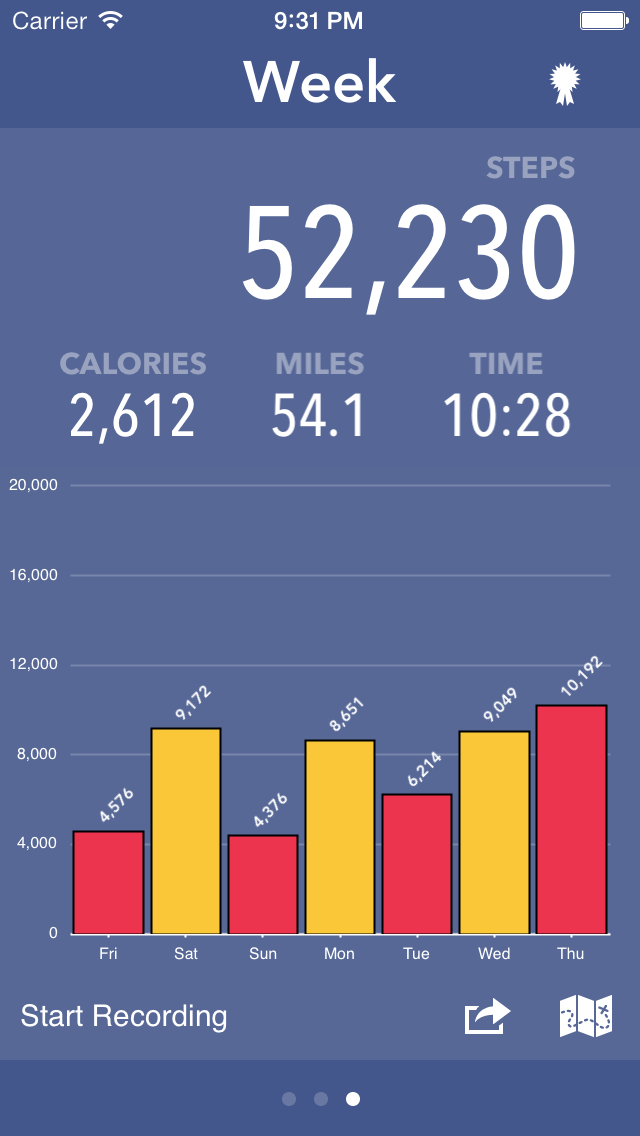 Carrier 9:31 PM
Week
STEPS
52,230
CALORIES MILES TIME
2,612 54.1 10:28
20,000
16,000
12,000
8,000
4,000
0
4,576 9,172 4,376 8,651 6,214 9,049 10,192
Fri Sat Sun Mon Tue Wed Thu
Start Recording